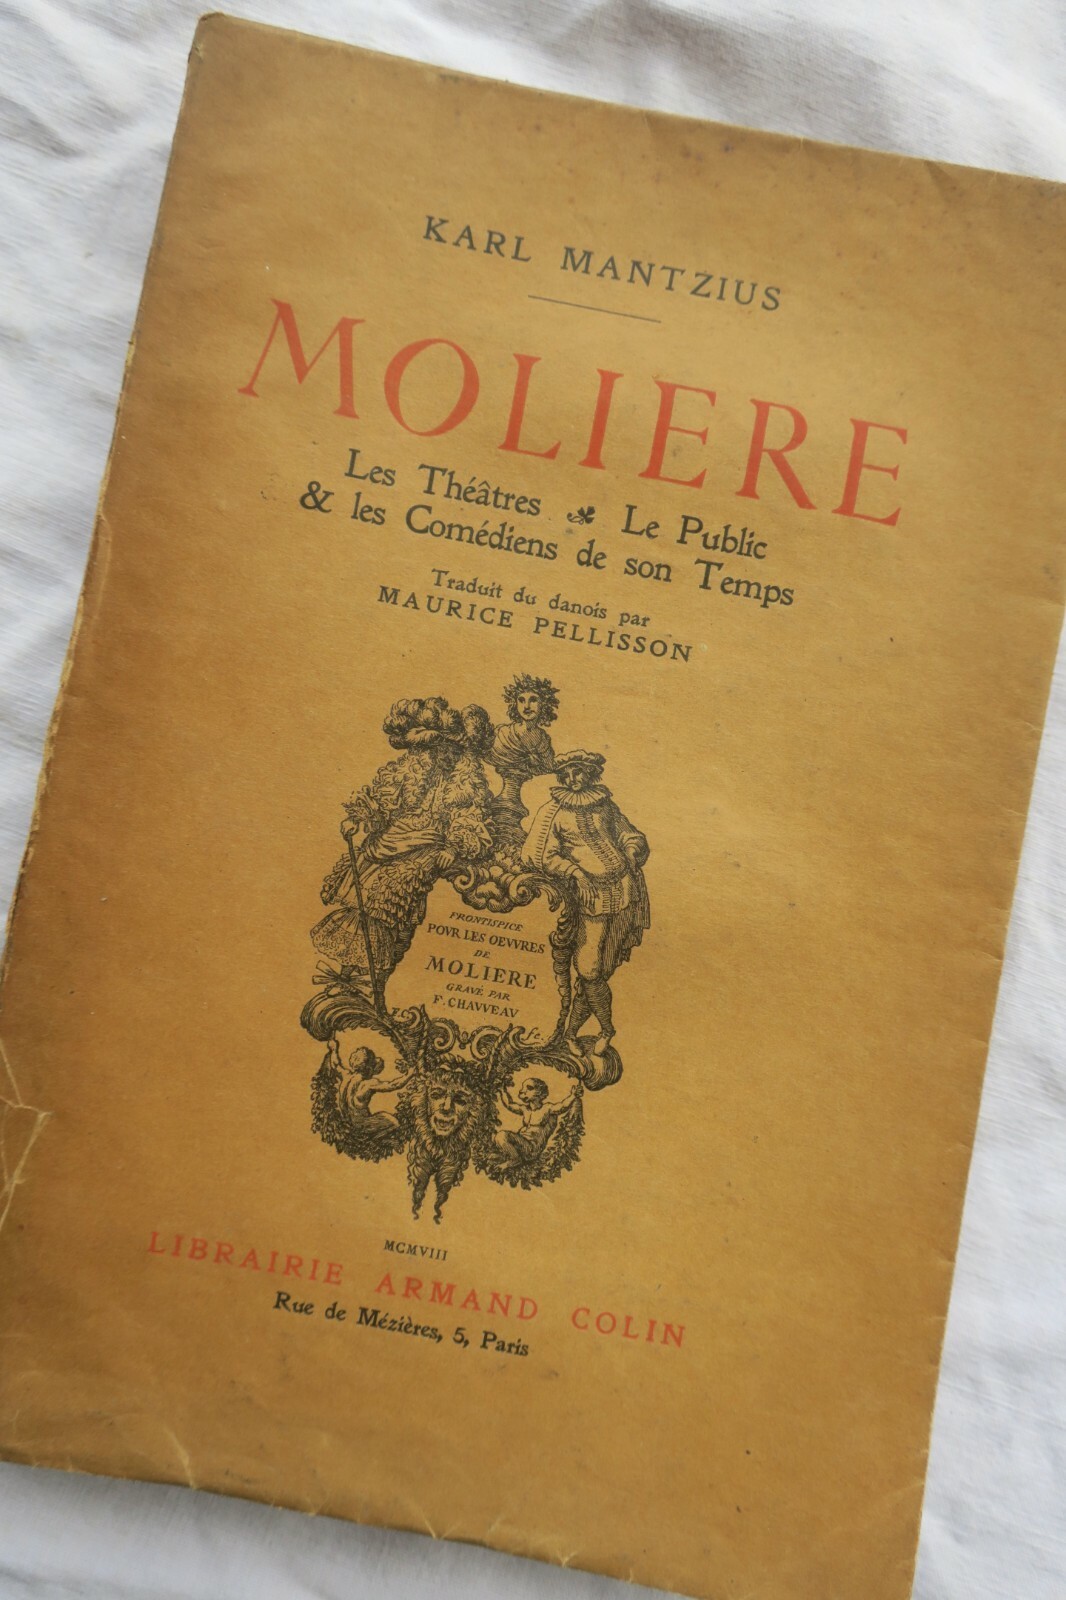 KARL MANTZIUS
MOLIERE
Les Théâtres Le Public
& les Comédiens de son Temps
Traduit du danois par
MAURICE PELLISSON
FRONTISPICE
POVR LES OEVVRES
DE
MOLIERE
GRAVÉ PAR
F. CHAVVEAV
F.C. fc.
MCMVIII
LIBRAIRIE ARMAND COLIN
Rue de Mézières, 5, Paris